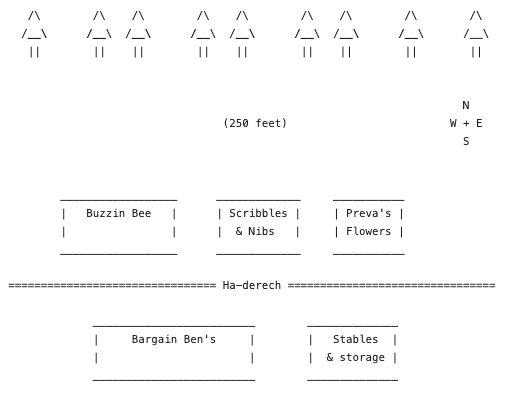 N
(250 feet)
W + E
S
Buzzin Bee
Scribbles
& Nibs
Preva's
Flowers
Ha-derech
Bargain Ben's
Stables
& storage